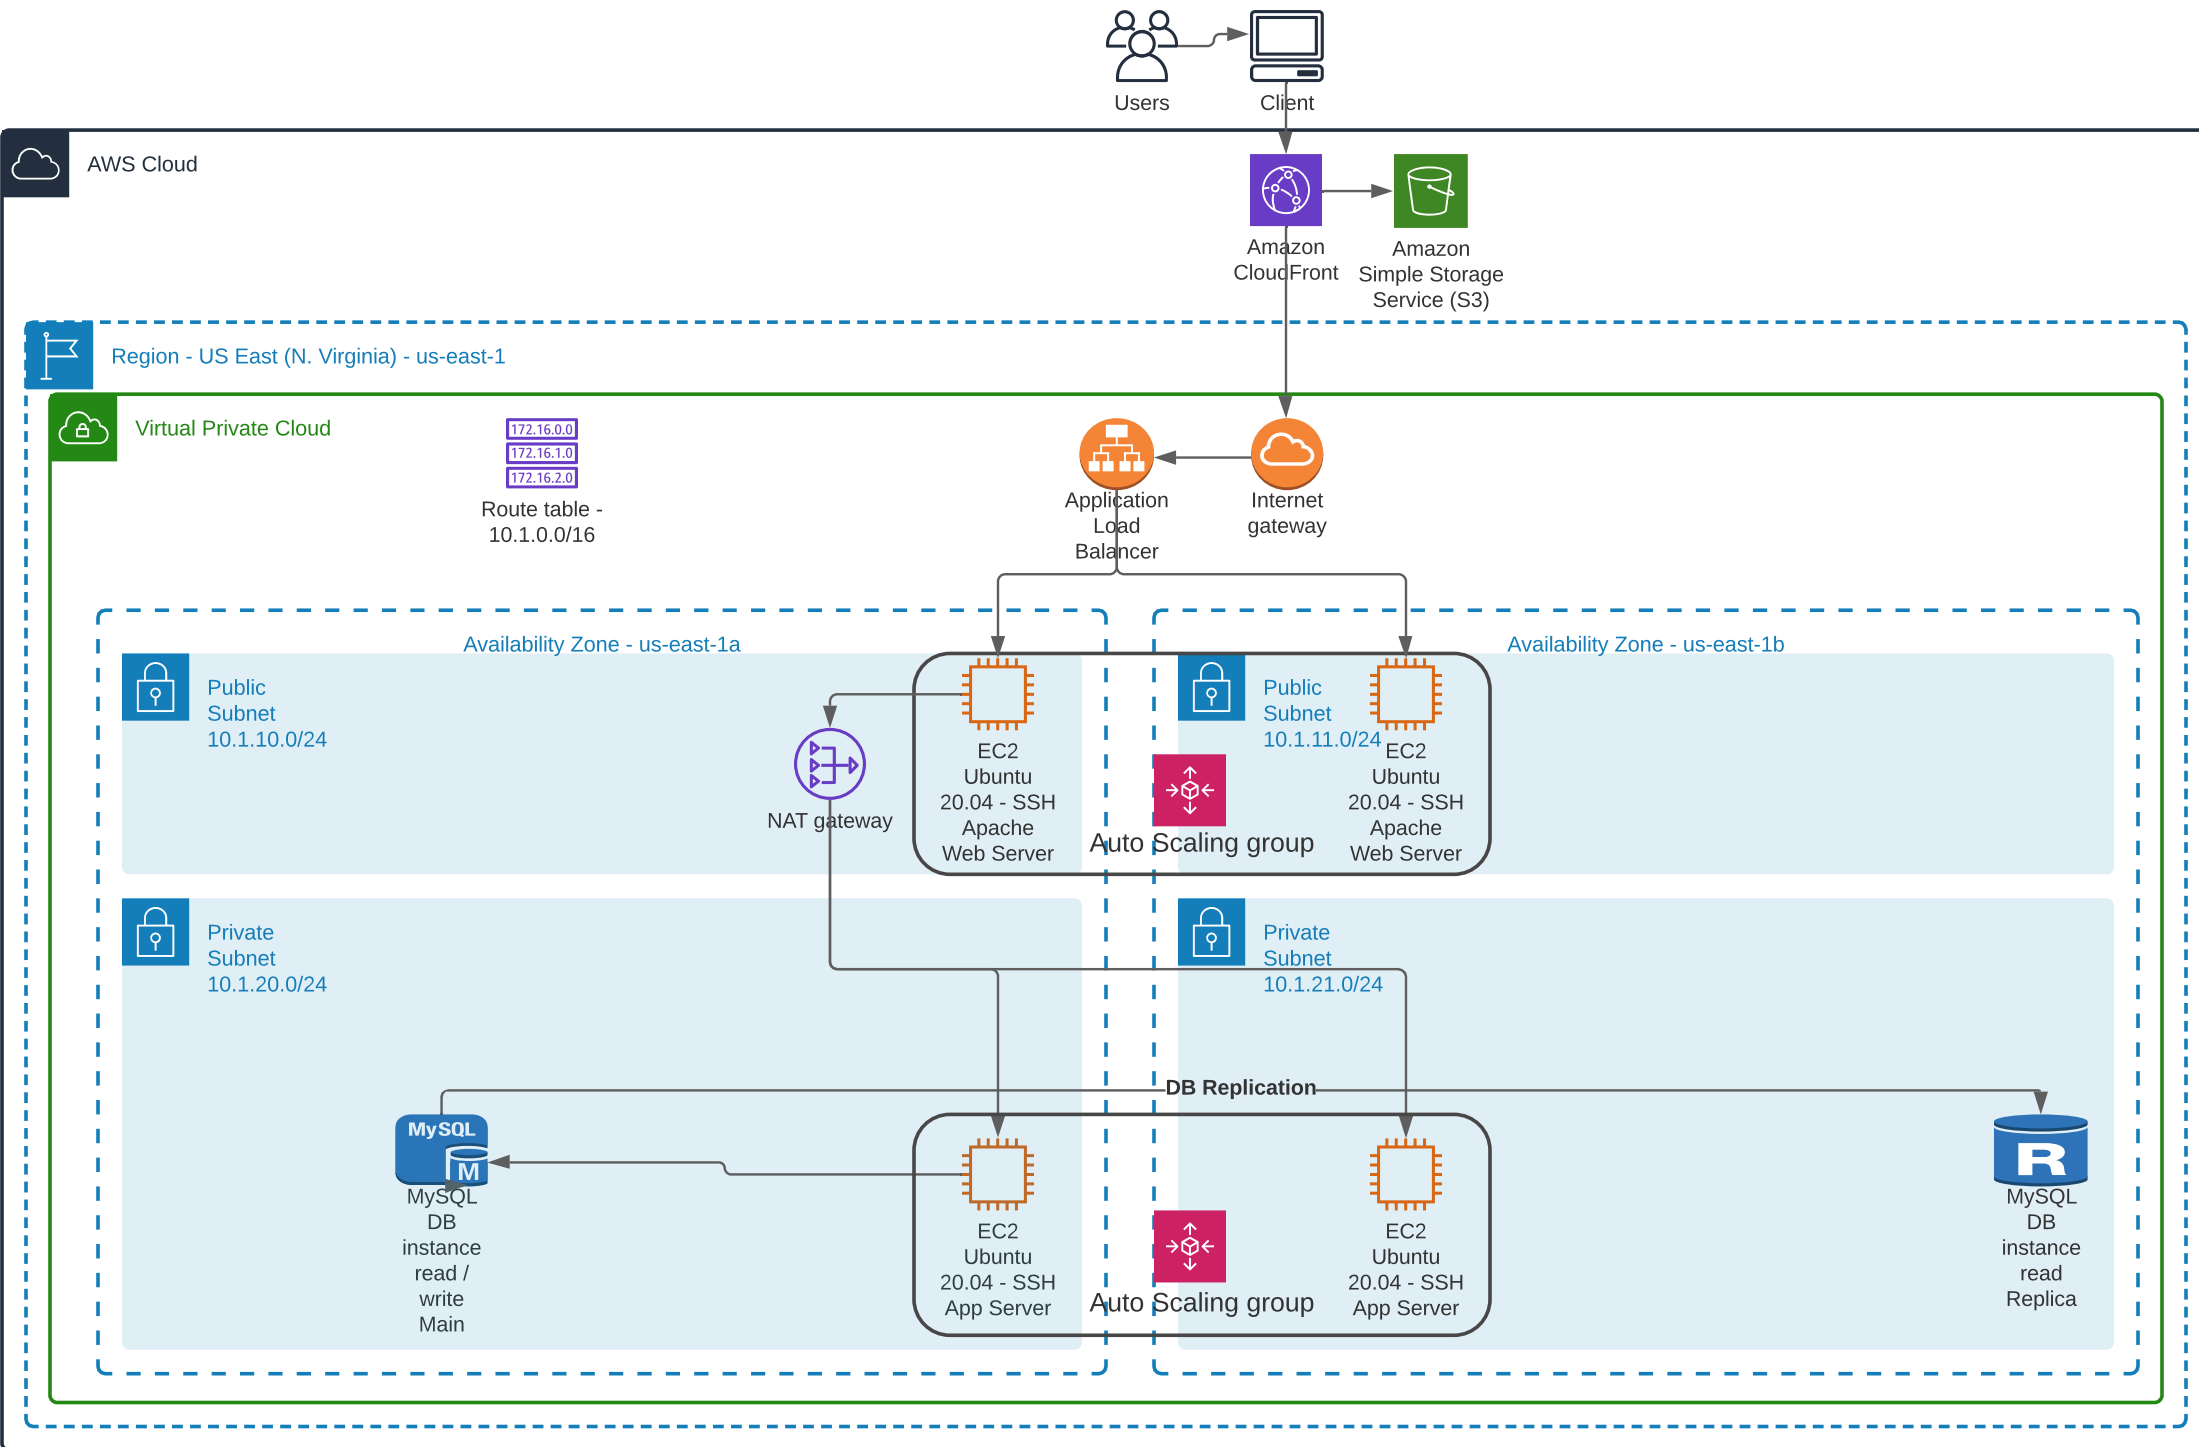 Users
Client
AWS Cloud
Amazon
CloudFront
Amazon
Simple Storage
Service (S3)
Region - US East (N. Virginia) - us-east-1
Virtual Private Cloud
172.16.0.0
172.16.1.0
172.16.2.0
Route table -
10.1.0.0/16
Application
Load
Balancer
Internet
gateway
Availability Zone - us-east-1a
Availability Zone - us-east-1b
Public
Subnet
10.1.10.0/24
NAT gateway
EC2
Ubuntu
20.04 - SSH
Apache
Web Server
Public
Subnet
10.1.11.0/24
Auto Scaling group
EC2
Ubuntu
20.04 - SSH
Apache
Web Server
Private
Subnet
10.1.20.0/24
Private
Subnet
10.1.21.0/24
DB Replication
MySQL
M
MySQL
DB
instance
read /
write
Main
EC2
Ubuntu
20.04 - SSH
App Server
Auto Scaling group
EC2
Ubuntu
20.04 - SSH
App Server
R
MySQL
DB
instance
read
Replica